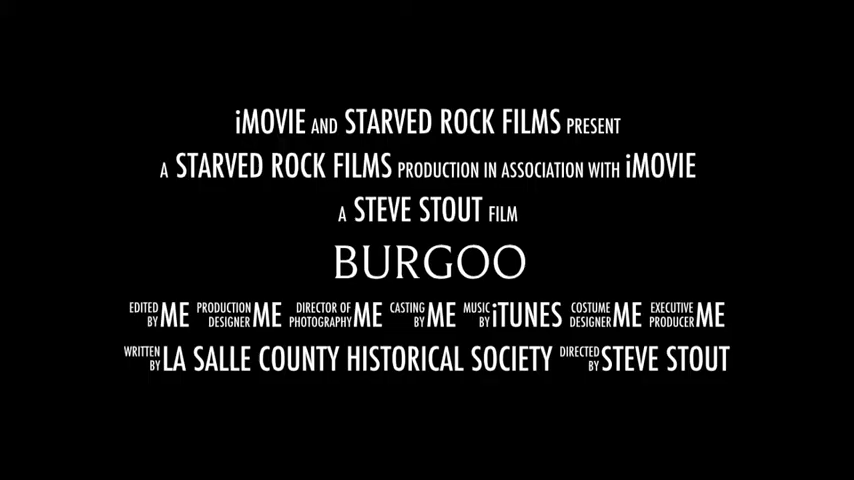 iMOVIE AND STARVED ROCK FILMS PRESENT
A STARVED ROCK FILMS PRODUCTION IN ASSOCIATION WITH iMOVIE
A STEVE STOUT FILM
BURGOO
EDITED BY ME PRODUCTION DESIGNER ME DIRECTOR OF PHOTOGRAPHY ME CASTING BY ME MUSIC BY iTUNES COSTUME DESIGNER ME EXECUTIVE PRODUCER ME
WRITTEN BY LA SALLE COUNTY HISTORICAL SOCIETY DIRECTED BY STEVE STOUT